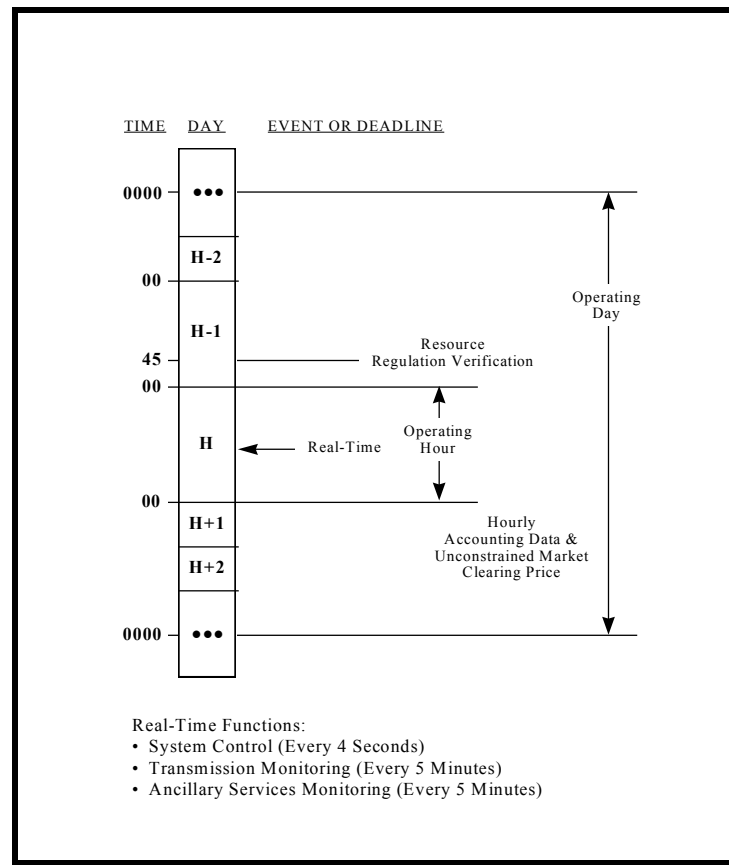 TIME DAY EVENT OR DEADLINE
0000 •••
H-2
00
Operating
Day
H-1
Resource
45 Regulation Verification
00
Operating
Hour
H Real-Time
00
H+1 Hourly
Accounting Data &
Unconstrained Market
H+2 Clearing Price
0000 •••
Real-Time Functions:
• System Control (Every 4 Seconds)
• Transmission Monitoring (Every 5 Minutes)
• Ancillary Services Monitoring (Every 5 Minutes)